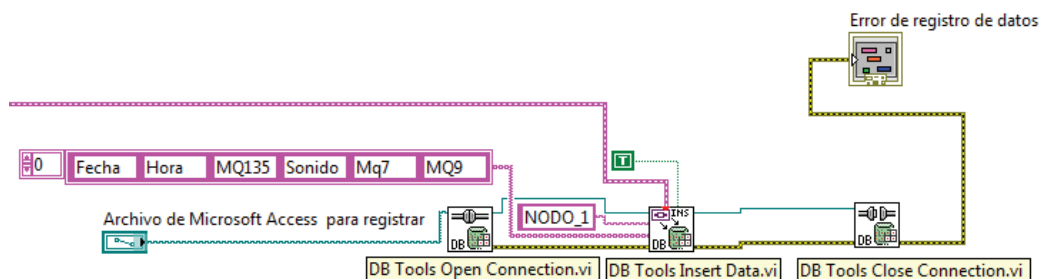 Error de registro de datos
0 Fecha Hora MQ135 Sonido Mq7 MQ9
T
Archivo de Microsoft Access para registrar
NODO_1
INS
DB DB DB
DB Tools Open Connection.vi DB Tools Insert Data.vi DB Tools Close Connection.vi